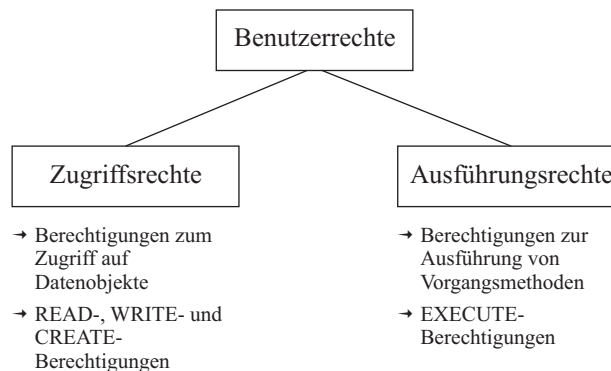 Benutzerrechte
Zugriffsrechte
➔ Berechtigungen zum
Zugriff auf
Datenobjekte
➔ READ-, WRITE- und
CREATE-
Berechtigungen
Ausführungsrechte
➔ Berechtigungen zur
Ausführung von
Vorgangsmethoden
➔ EXECUTE-
Berechtigungen